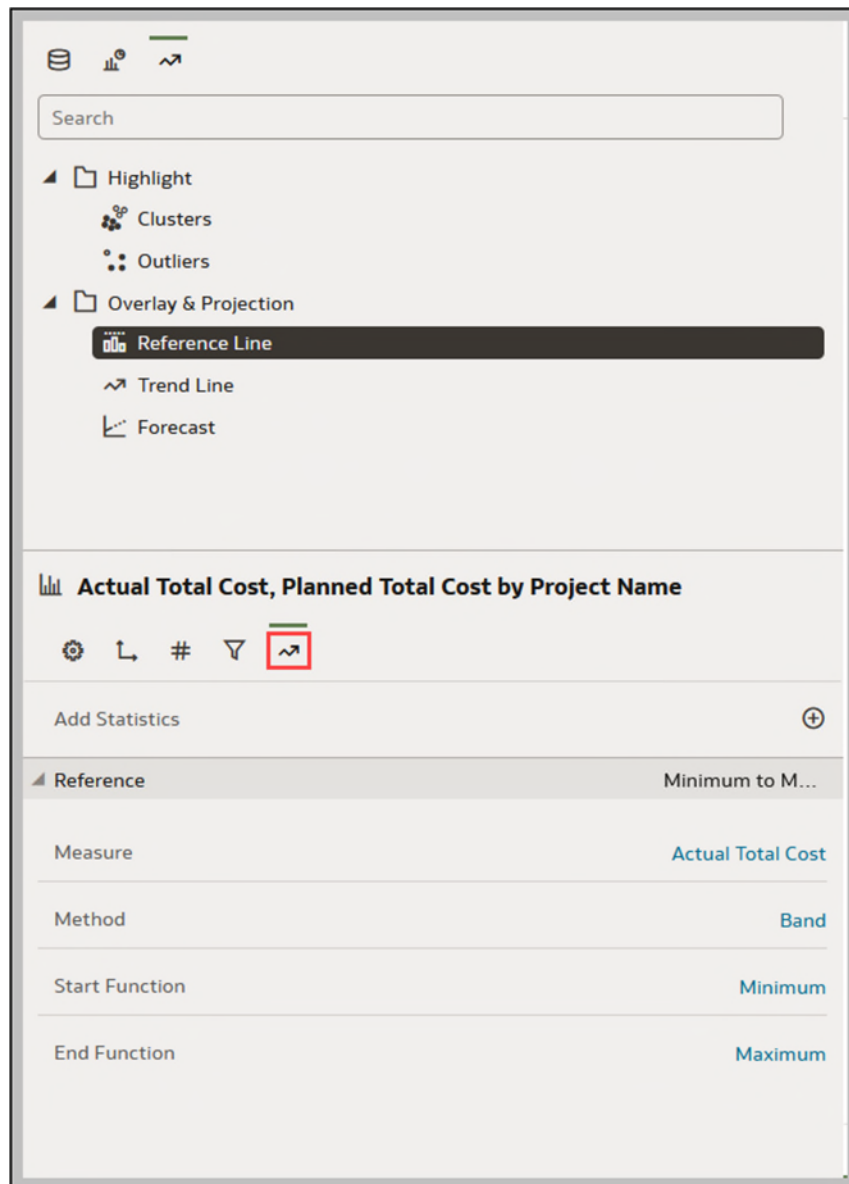 Search
Highlight
Clusters
Outliers
Overlay & Projection
Reference Line
Trend Line
Forecast
Actual Total Cost, Planned Total Cost by Project Name
#
Add Statistics
Reference Minimum to M...
Measure Actual Total Cost
Method Band
Start Function Minimum
End Function Maximum